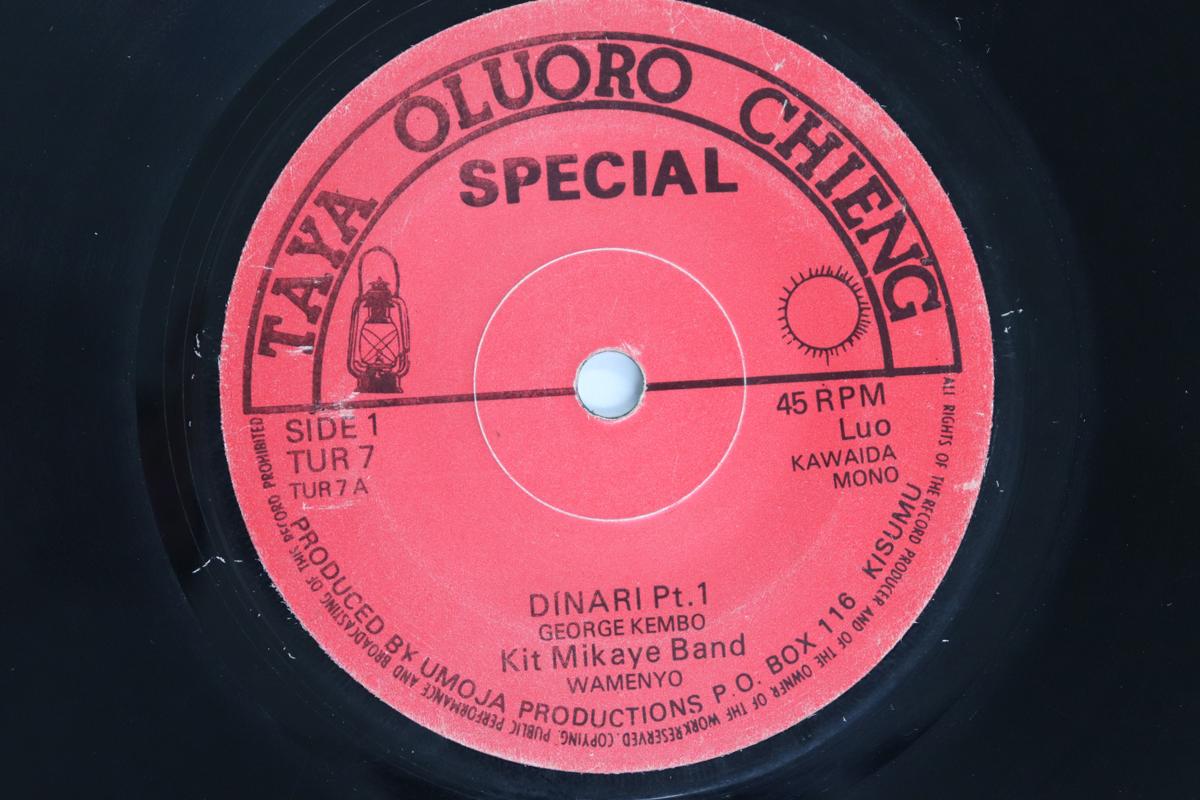 TAYA OLUORO CHIENG
SPECIAL
SIDE 1
TUR 7
TUR 7 A
45 RPM
Luo
KAWAIDA
MONO
DINARI Pt.1
GEORGE KEMBO
Kit Mikaye Band
WAMENYO
PRODUCED BY UMOJA PRODUCTIONS P.O. BOX 116 KISUMU
ALL RIGHTS OF THE RECORD PRODUCER AND OF THE OWNER OF THE WORK RESERVED. COPYING PUBLIC PERFORMANCE AND BROADCASTING OF THIS RECORD PROHIBITED